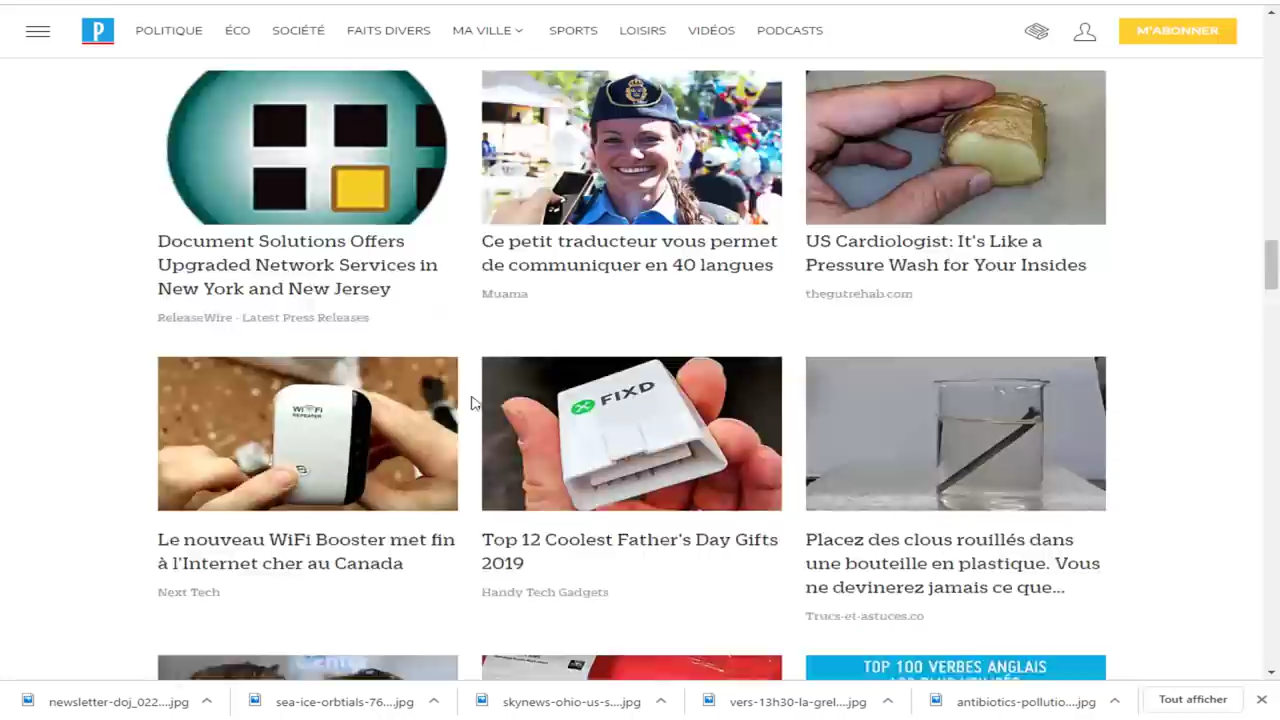 P POLITIQUE ÉCO SOCIÉTÉ FAITS DIVERS MA VILLE SPORTS LOISIRS VIDÉOS PODCASTS M'ABONNER
Document Solutions Offers
Upgraded Network Services in
New York and New Jersey
ReleaseWire - Latest Press Releases
Ce petit traducteur vous permet
de communiquer en 40 langues
Muama
US Cardiologist: It's Like a
Pressure Wash for Your Insides
thegutrehab.com
WiFi
REPEATER
Le nouveau WiFi Booster met fin
à l'Internet cher au Canada
Next Tech
FIXD
Top 12 Coolest Father's Day Gifts
2019
Handy Tech Gadgets
Placez des clous rouillés dans
une bouteille en plastique. Vous
ne devinerez jamais ce que...
Trucs-et-astuces.co
Center
TOP 100 VERBES ANGLAIS
newsletter-doj_022....jpg sea-ice-orbtials-76....jpg skynews-ohio-us-s....jpg vers-13h30-la-grel....jpg antibiotics-pollutio....jpg Tout afficher